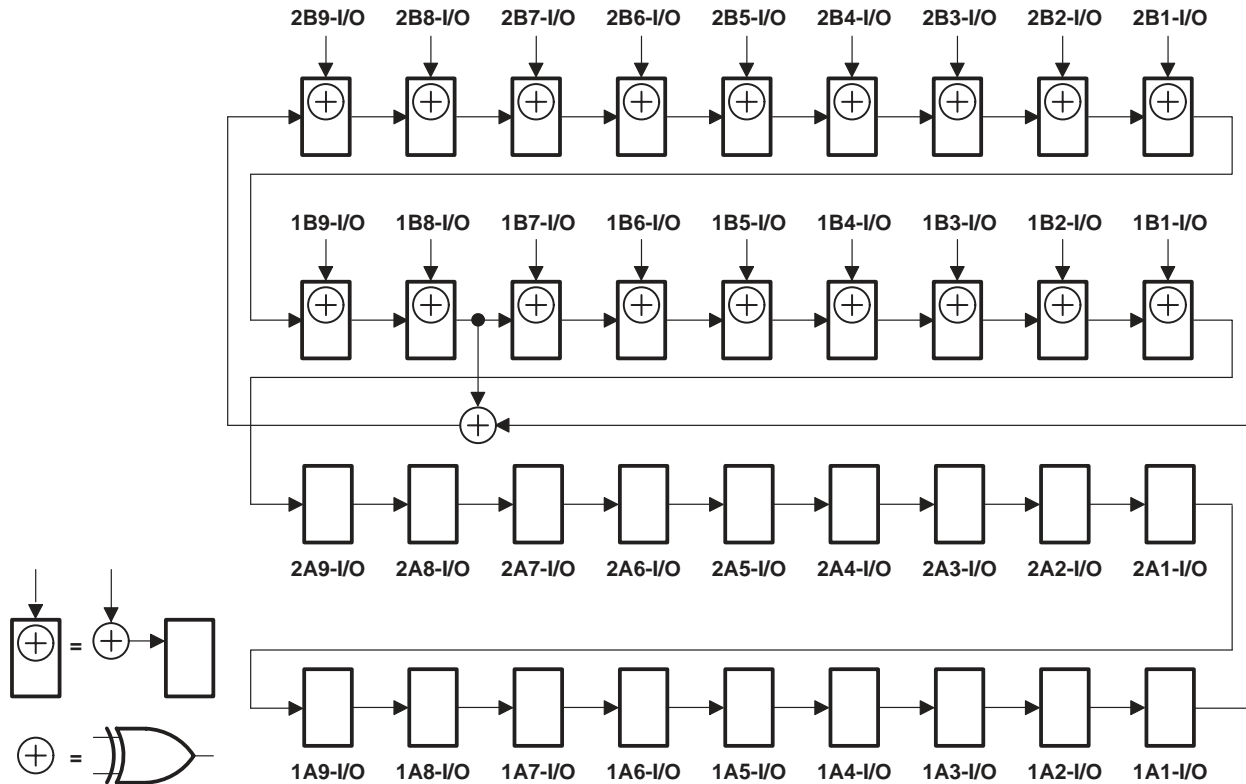 2B9-I/O 2B8-I/O 2B7-I/O 2B6-I/O 2B5-I/O 2B4-I/O 2B3-I/O 2B2-I/O 2B1-I/O
1B9-I/O 1B8-I/O 1B7-I/O 1B6-I/O 1B5-I/O 1B4-I/O 1B3-I/O 1B2-I/O 1B1-I/O
2A9-I/O 2A8-I/O 2A7-I/O 2A6-I/O 2A5-I/O 2A4-I/O 2A3-I/O 2A2-I/O 2A1-I/O
=
=
1A9-I/O 1A8-I/O 1A7-I/O 1A6-I/O 1A5-I/O 1A4-I/O 1A3-I/O 1A2-I/O 1A1-I/O